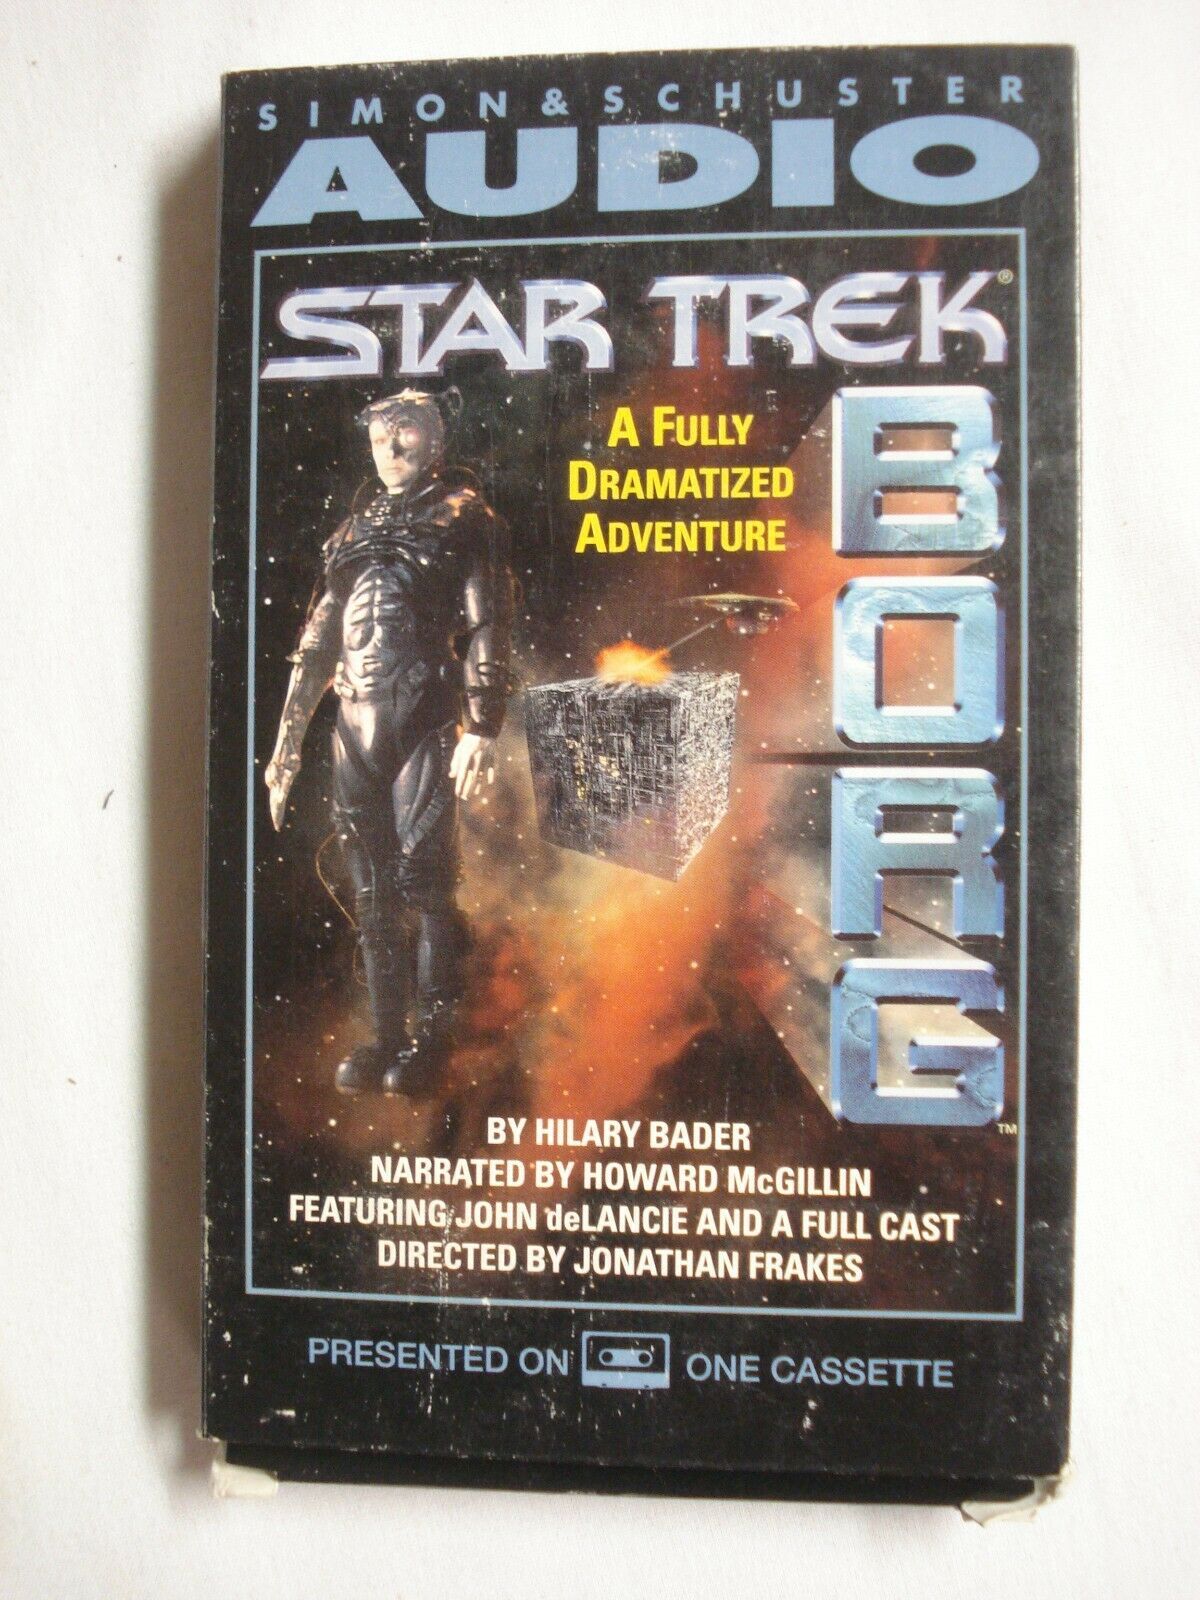 SIMON & SCHUSTER
AUDIO
STAR TREK®
BORG™
A FULLY
DRAMATIZED
ADVENTURE
BY HILARY BADER
NARRATED BY HOWARD McGILLIN
FEATURING JOHN deLANCIE AND A FULL CAST
DIRECTED BY JONATHAN FRAKES
PRESENTED ON ONE CASSETTE